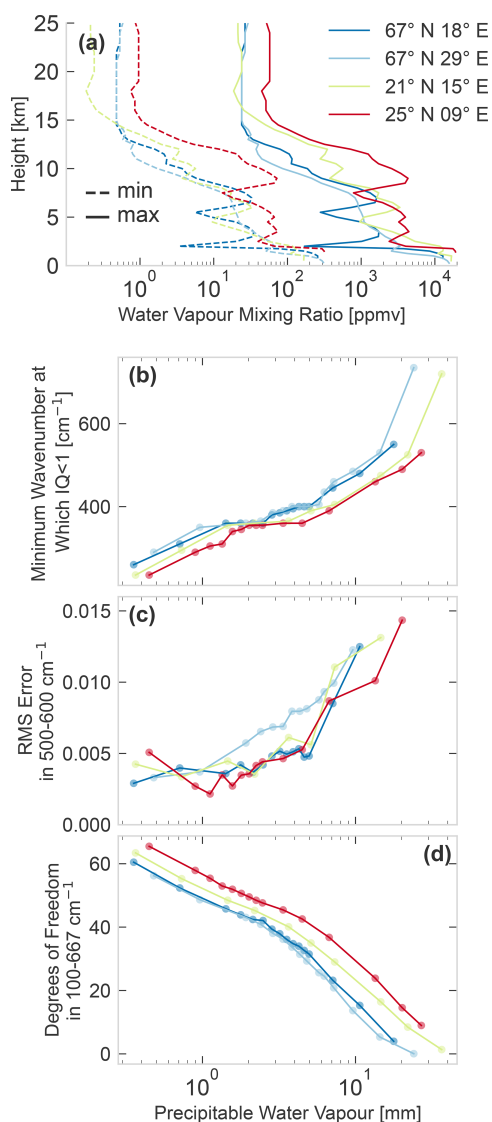 (a)
67° N 18° E
67° N 29° E
21° N 15° E
25° N 09° E
min
max
25
20
15
10
5
0
Height [km]
10⁰ 10¹ 10² 10³ 10⁴
Water Vapour Mixing Ratio [ppmv]
(b)
600
400
Minimum Wavenumber at
Which IQ<1 [cm⁻¹]
(c)
0.015
0.010
0.005
0.000
RMS Error
in 500-600 cm⁻¹
(d)
60
40
20
0
Degrees of Freedom
in 100-667 cm⁻¹
10⁰ 10¹
Precipitable Water Vapour [mm]